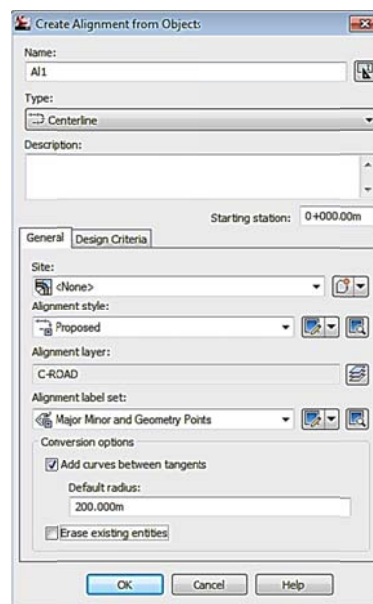 Create Alignment from Objects
Name:
Al1
Type:
Centerline
Description:
Starting station: 0+000.00m
General Design Criteria
Site:
<None>
Alignment style:
Proposed
Alignment layer:
C-ROAD
Alignment label set:
Major Minor and Geometry Points
Conversion options
Add curves between tangents
Default radius:
200.000m
Erase existing entities
OK Cancel Help